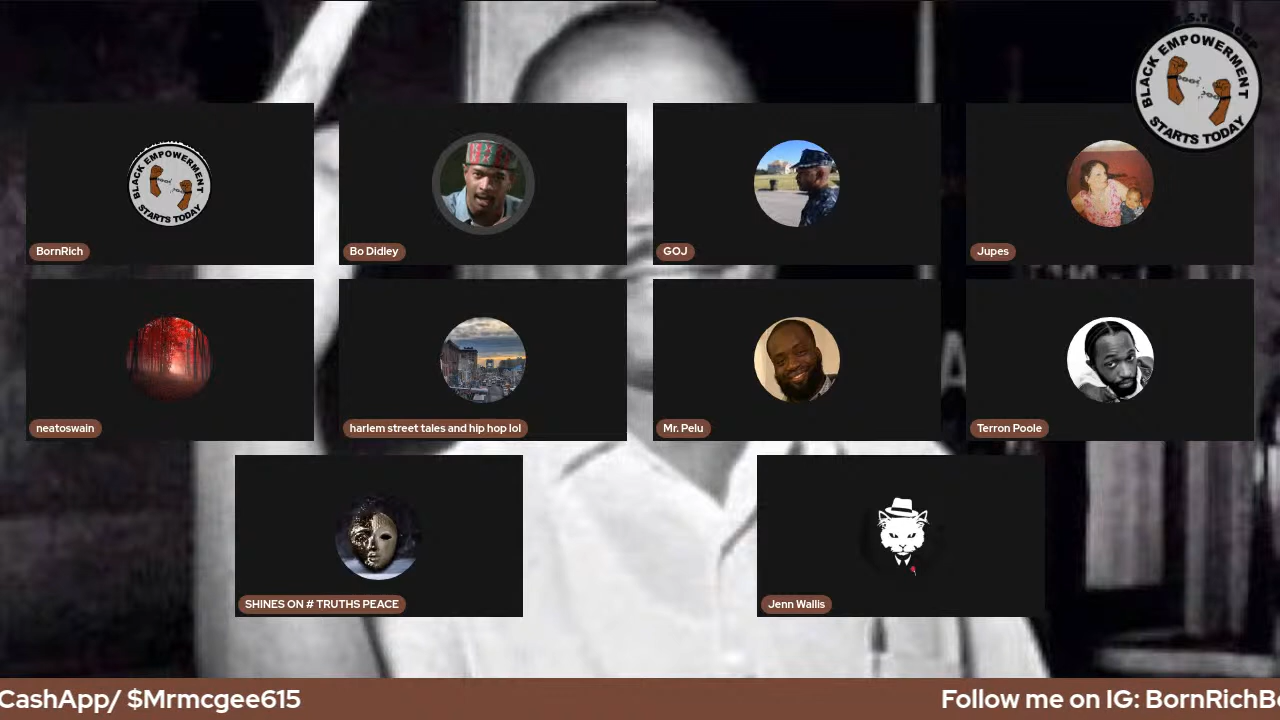 BLACK EMPOWERMENT
STARTS TODAY
BLACK EMPOWERMENT
STARTS TODAY
BornRich
Bo Didley
GOJ
Jupes
neatoswain
harlem street tales and hip hop lol
Mr. Pelu
Terron Poole
SHINES ON # TRUTHS PEACE
Jenn Wallis
CashApp/ $Mrmcgee615
Follow me on IG: BornRichB